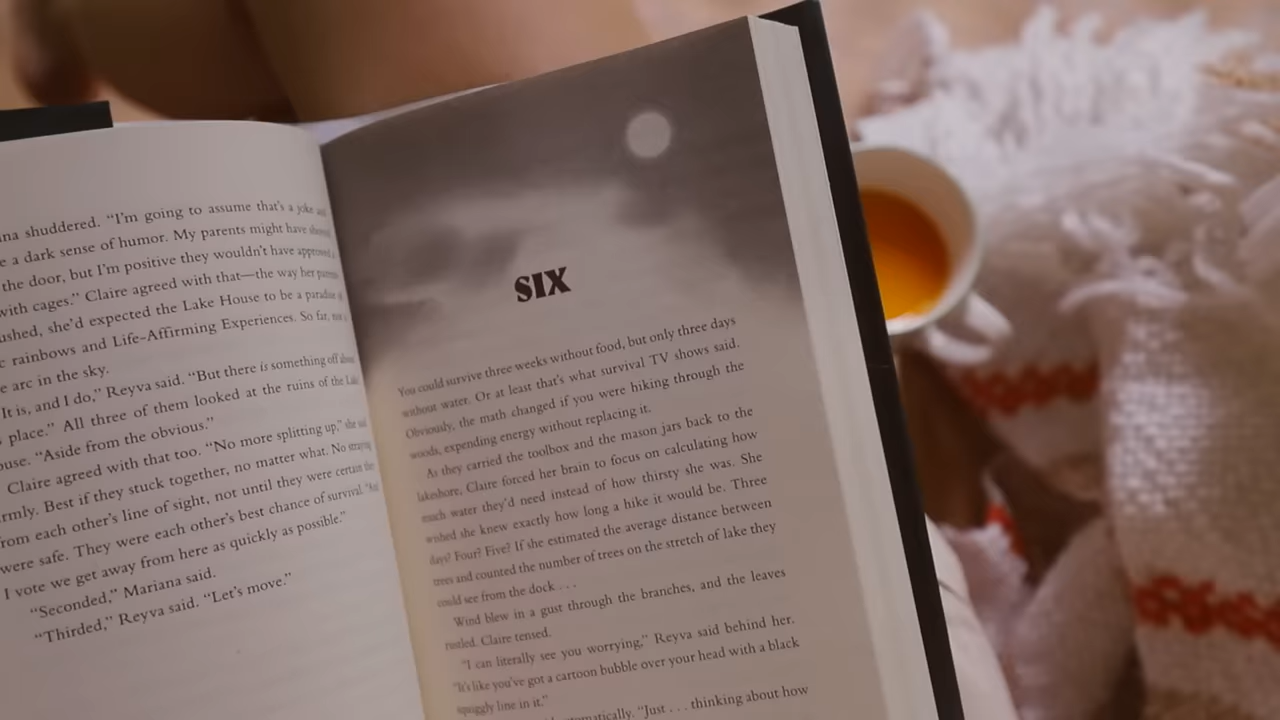 ana shuddered. “I’m going to assume that’s a joke and
e a dark sense of humor. My parents might have showed
the door, but I’m positive they wouldn’t have approved
with cages.” Claire agreed with that—the way her parents
ushed, she’d expected the Lake House to be a paradise of
c rainbows and Life-Affirming Experiences. So far, not
e arc in the sky.
“It is, and I do,” Reyva said. “But there is something off about
s place.” All three of them looked at the ruins of the Lake
ouse. “Aside from the obvious.”
Claire agreed with that too. “No more splitting up,” she said
rmly. Best if they stuck together, no matter what. No straying
from each other’s line of sight, not until they were certain they
were safe. They were each other’s best chance of survival. “And
I vote we get away from here as quickly as possible.”
“Seconded,” Mariana said.
“Thirded,” Reyva said. “Let’s move.”
SIX
You could survive three weeks without food, but only three days
without water. Or at least that’s what survival TV shows said.
Obviously, the math changed if you were hiking through the
woods, expending energy without replacing it.
As they carried the toolbox and the mason jars back to the
lakeshore, Claire forced her brain to focus on calculating how
much water they’d need instead of how thirsty she was. She
wished she knew exactly how long a hike it would be. Three
days? Four? Five? If she estimated the average distance between
trees and counted the number of trees on the stretch of lake they
could see from the dock . . .
Wind blew in a gust through the branches, and the leaves
rustled. Claire tensed.
“I can literally see you worrying,” Reyva said behind her.
“It’s like you’ve got a cartoon bubble over your head with a black
squiggly line in it.”
“Just . . . thinking about how